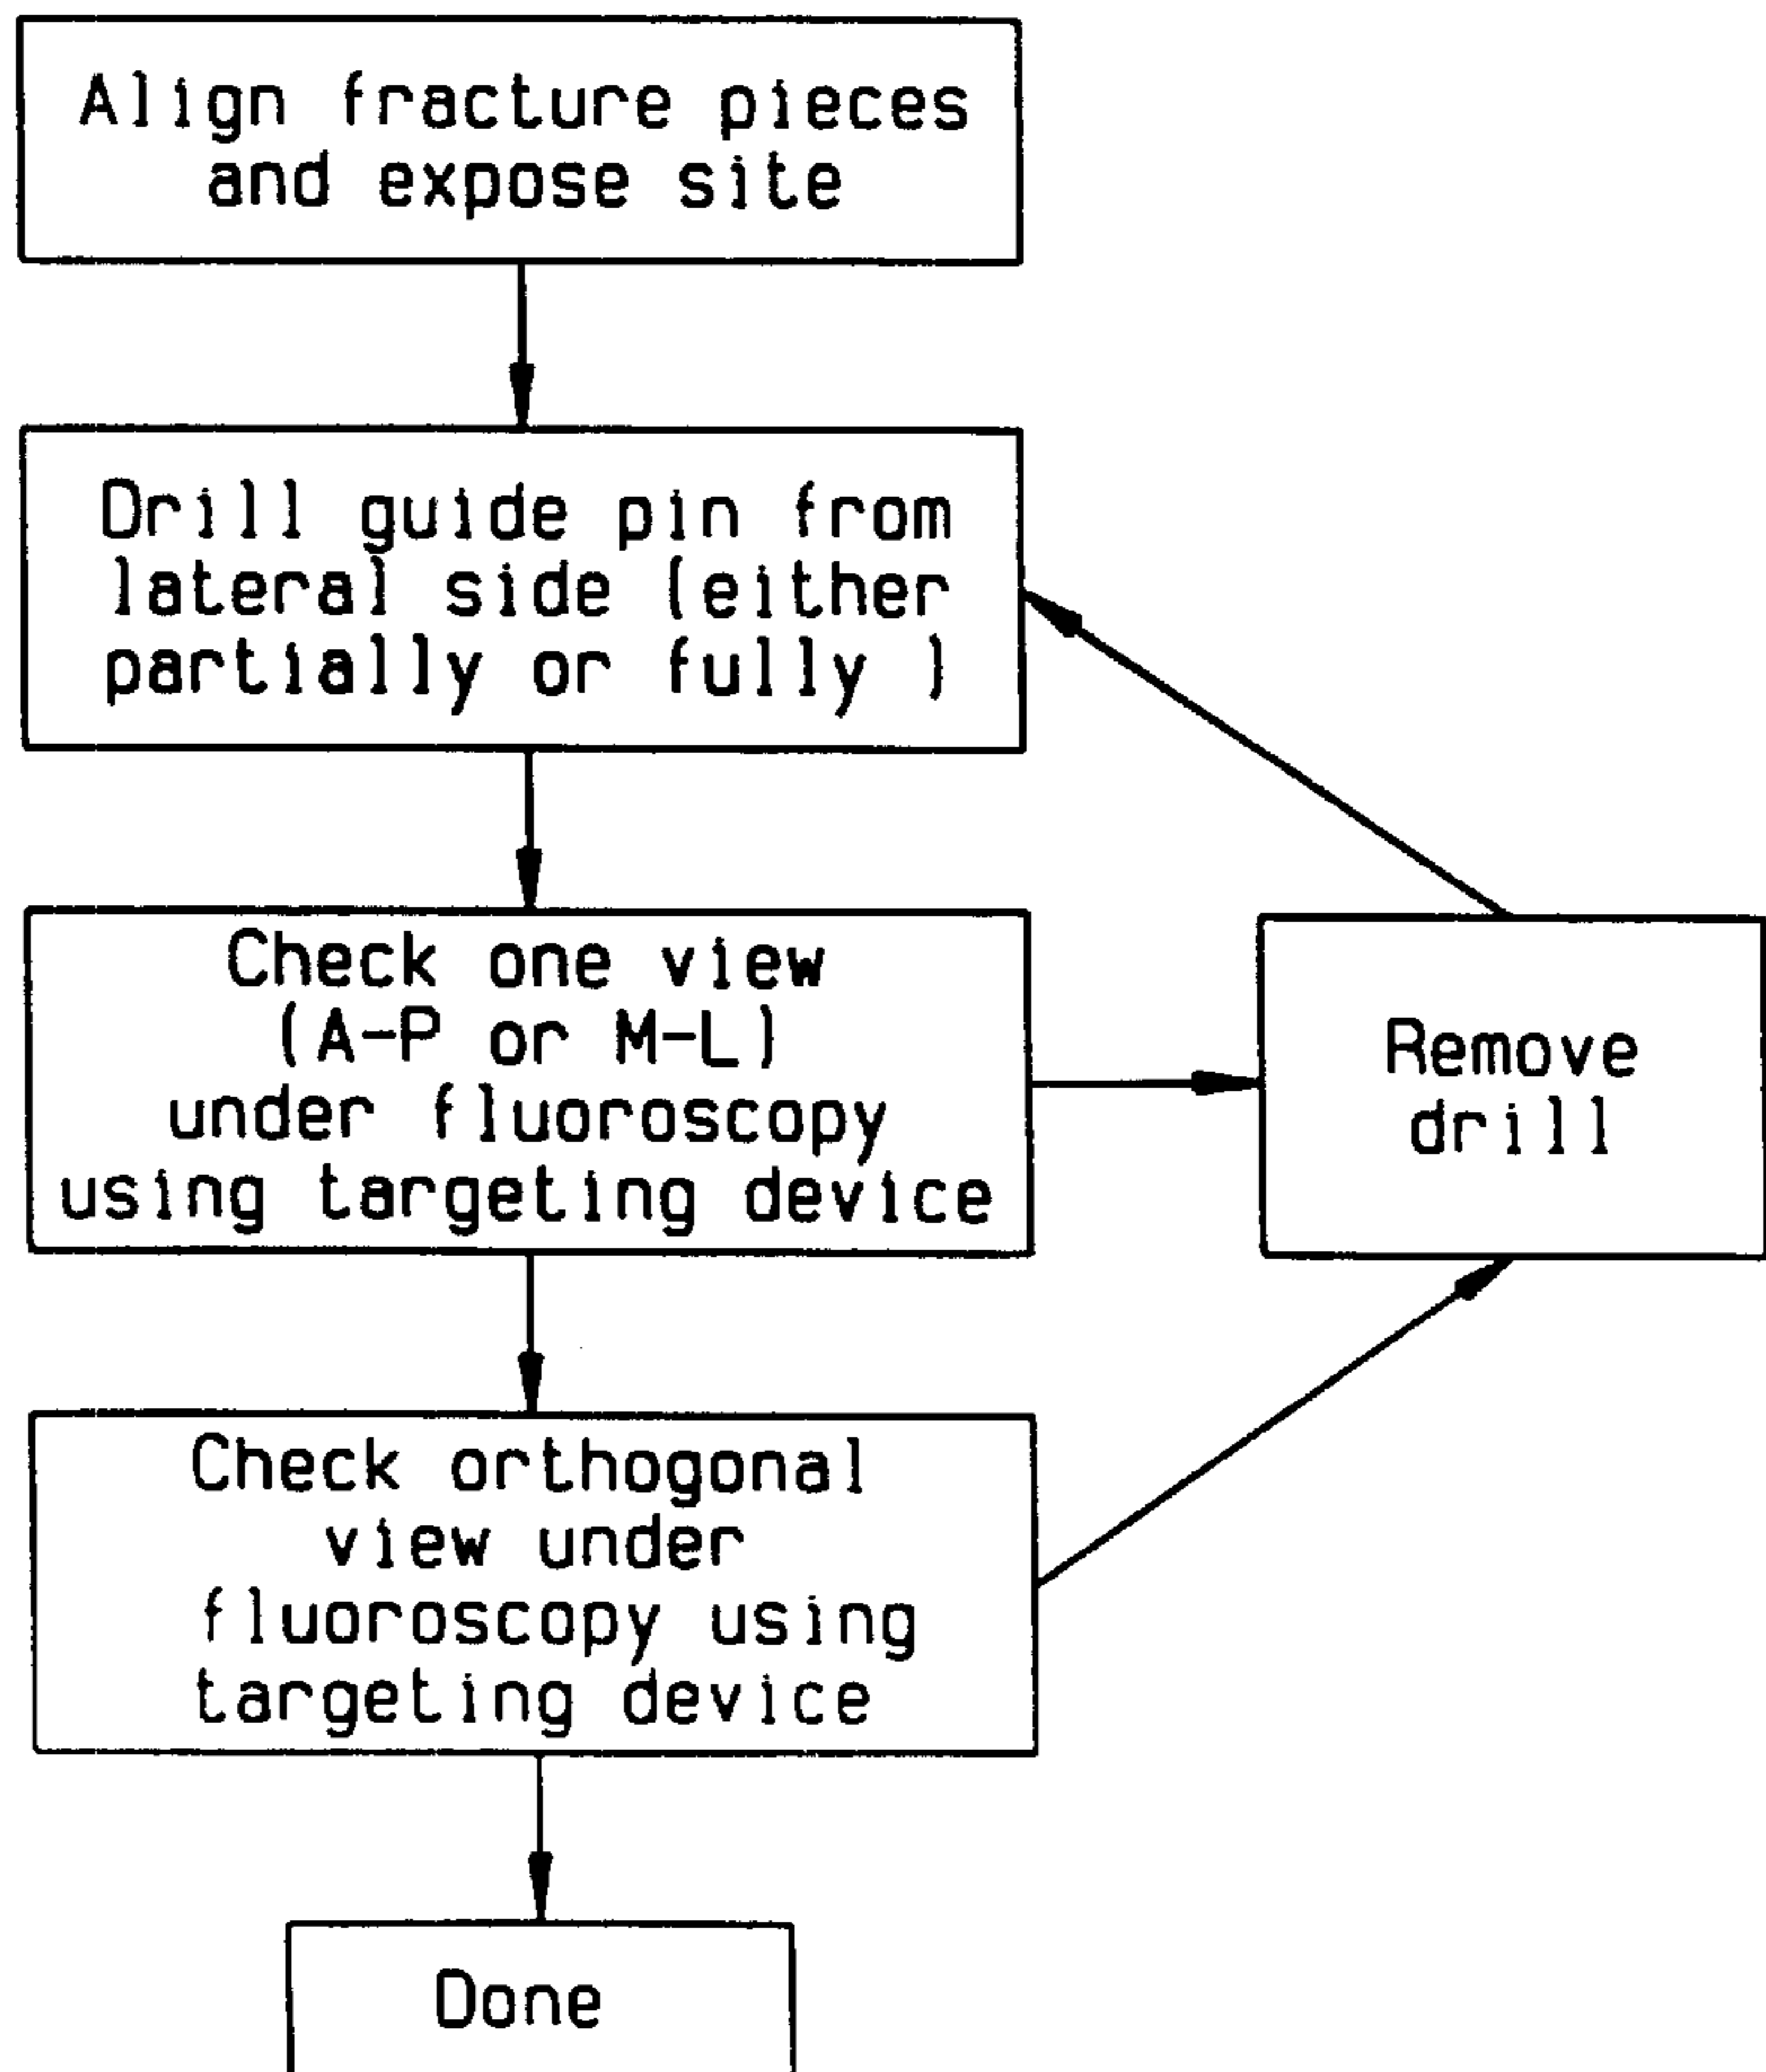 Align fracture pieces
and expose site
Drill guide pin from
lateral side (either
partially or fully )
Check one view
(A-P or M-L)
under fluoroscopy
using targeting device
Remove
drill
Check orthogonal
view under
fluoroscopy using
targeting device
Done